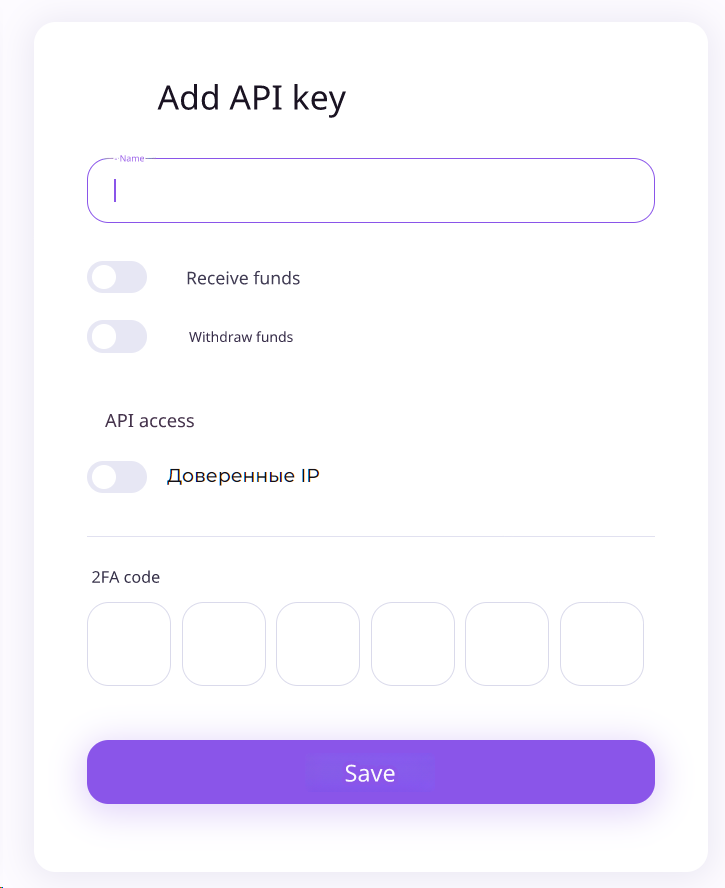 Add API key
Name
Receive funds
Withdraw funds
API access
Доверенные IP
2FA code
Save